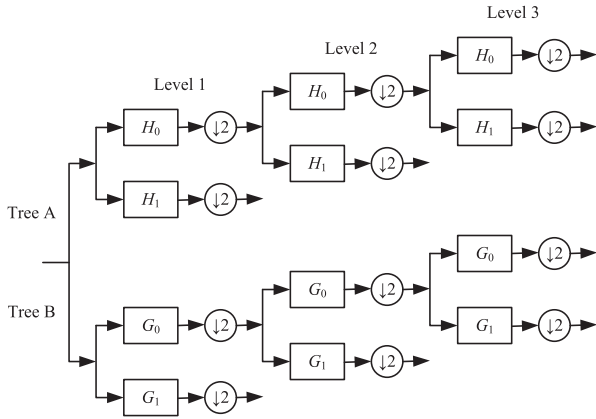 Level 3
H₀ ↓2
Level 2
H₀ ↓2
H₁ ↓2
Level 1
H₀ ↓2
H₁ ↓2
H₁ ↓2
Tree A
Tree B
G₀ ↓2
G₀ ↓2
G₁ ↓2
G₀ ↓2
G₁ ↓2
G₁ ↓2